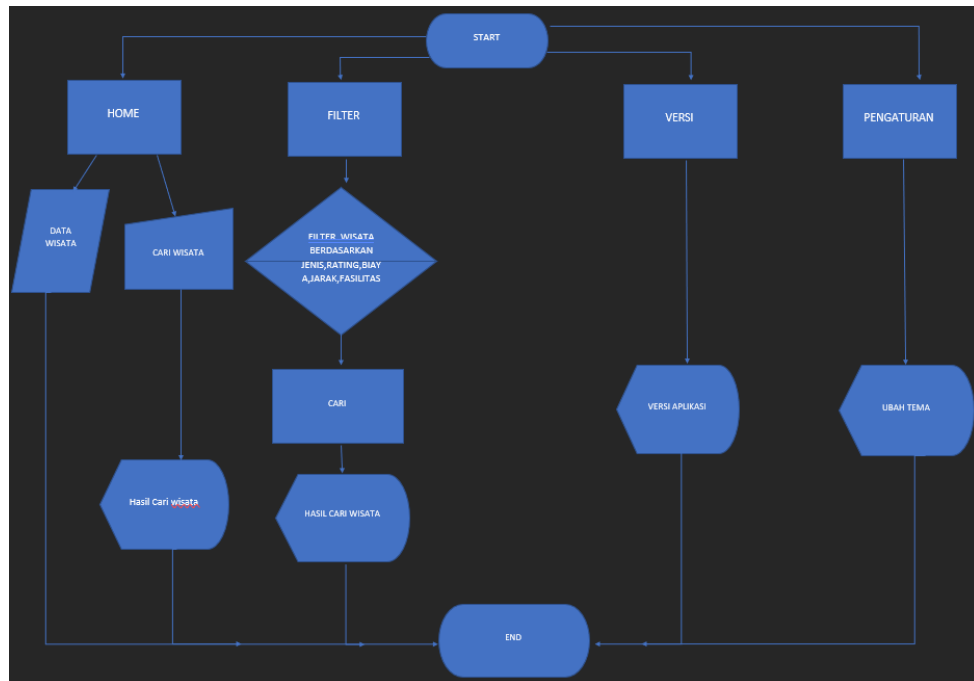 START
HOME
FILTER
VERSI
PENGATURAN
DATA
WISATA
CARI WISATA
FILTER WISATA
BERDASARKAN
JENIS,RATING,BIAY
A,JARAK,FASILITAS
CARI
VERSI APLIKASI
UBAH TEMA
Hasil Cari wisata
HASIL CARI WISATA
END